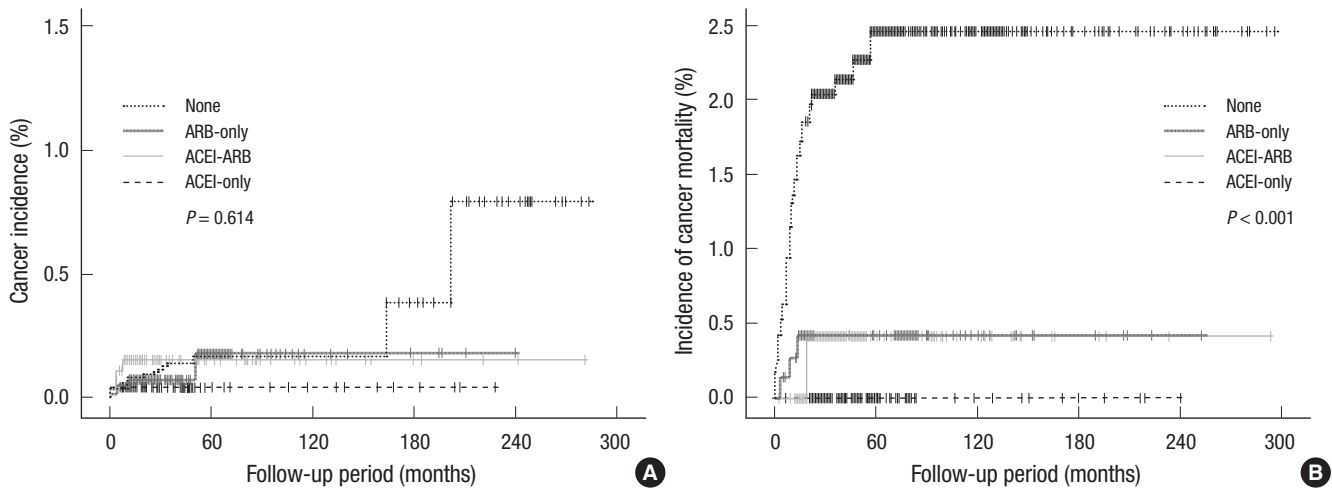 Cancer incidence (%)
1.5
1.0
0.5
0.0
None
ARB-only
ACEI-ARB
ACEI-only
P = 0.614
0 60 120 180 240 300
Follow-up period (months)
A
Incidence of cancer mortality (%)
2.5
2.0
1.5
1.0
0.5
0.0
None
ARB-only
ACEI-ARB
ACEI-only
P < 0.001
0 60 120 180 240 300
Follow-up period (months)
B